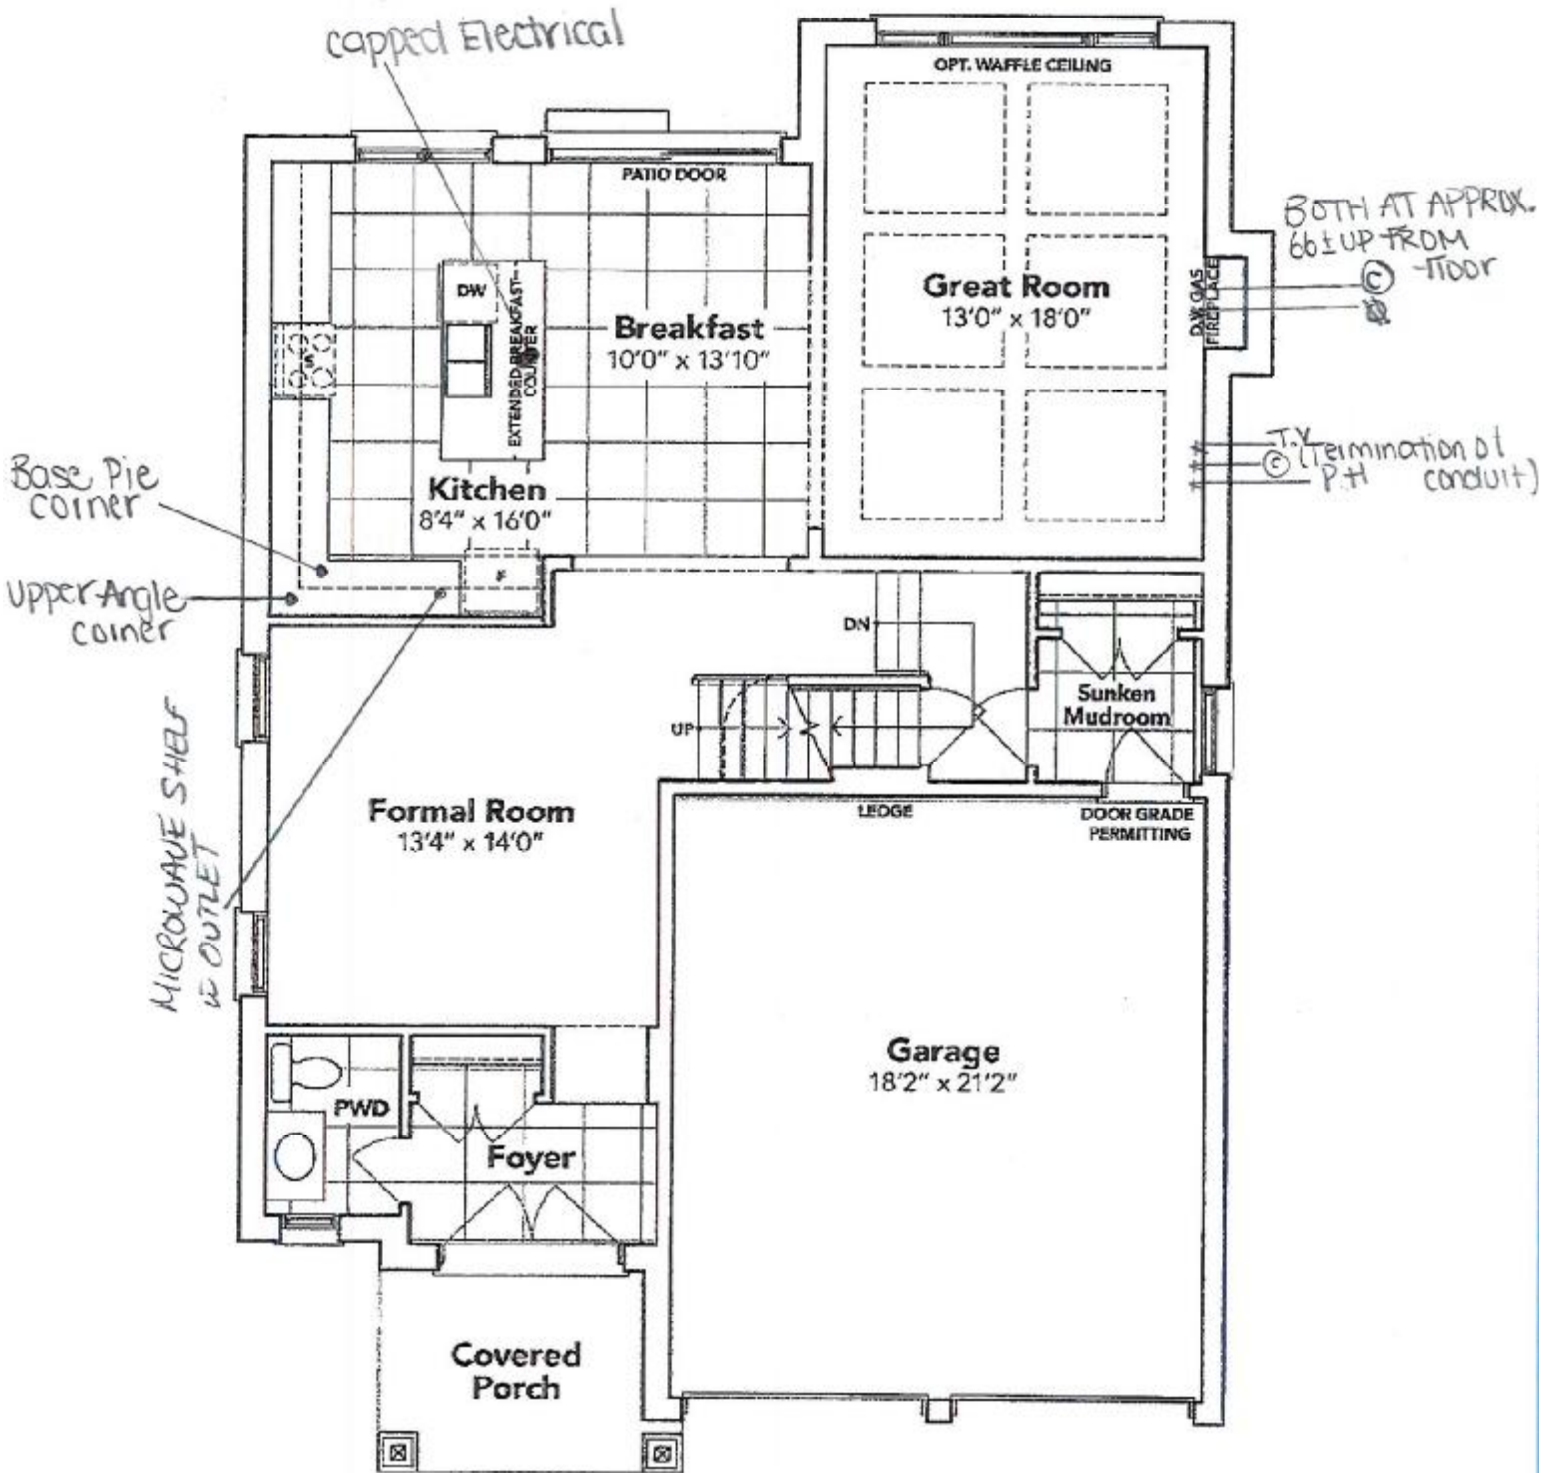 capped Electrical
OPT. WAFFLE CEILING
PATIO DOOR
BOTH AT APPROX.
66± UP FROM
Floor
©
DW
EXTENDED BREAKFAST
COUNTER
Breakfast
10'0" x 13'10"
Great Room
13'0" x 18'0"
D.V. GAS
FIREPLACE
T.V.
© (Termination of
P.H conduit)
Base Pie
corner
Kitchen
8'4" x 16'0"
Upper Angle
corner
DN
UP
Sunken
Mudroom
MICROWAVE SHELF
w OUTLET
Formal Room
13'4" x 14'0"
LEDGE
DOOR GRADE
PERMITTING
Garage
18'2" x 21'2"
PWD
Foyer
Covered
Porch